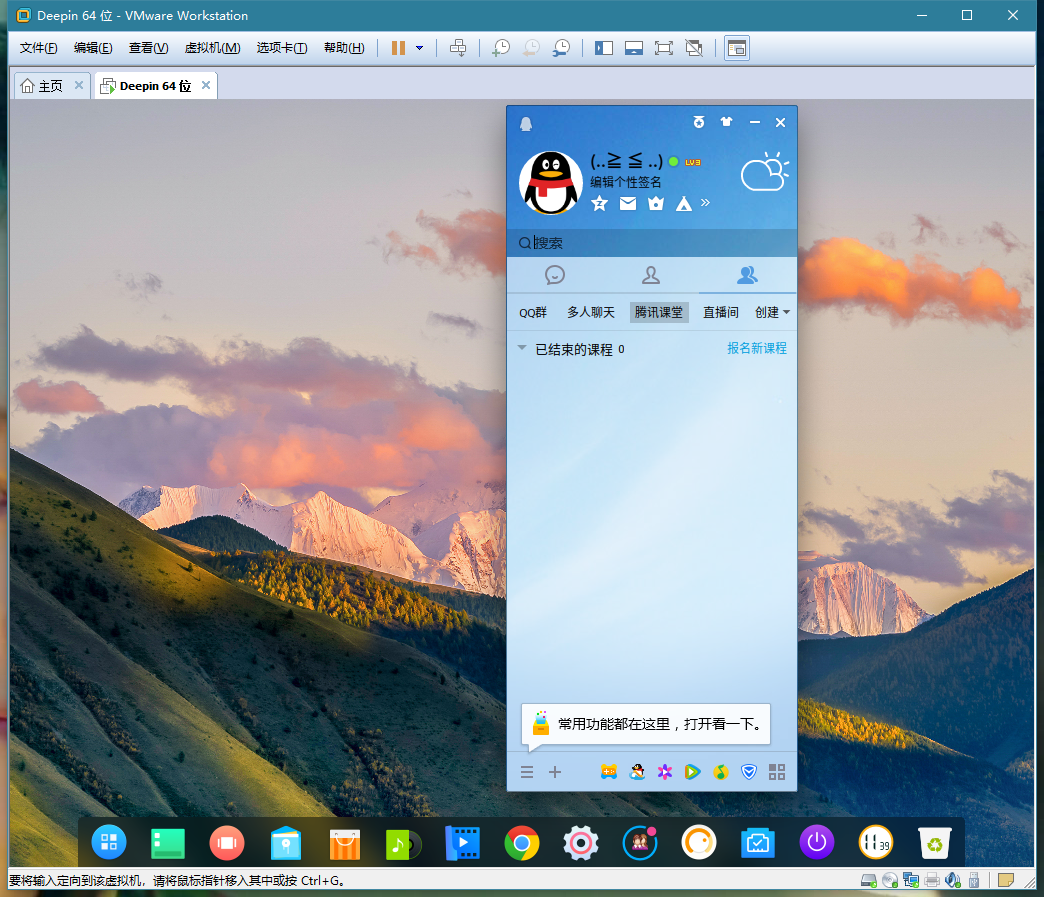 Deepin 64 位 - VMware Workstation
文件(F) 编辑(E) 查看(V) 虚拟机(M) 选项卡(T) 帮助(H)
主页 Deepin 64 位
(..≧ ≦ ..) LV3
编辑个性签名
搜索
QQ群 多人聊天 腾讯课堂 直播间 创建
已结束的课程 0 报名新课程
常用功能都在这里，打开看一下。
11 39
要将输入定向到该虚拟机，请将鼠标指针移入其中或按 Ctrl+G。